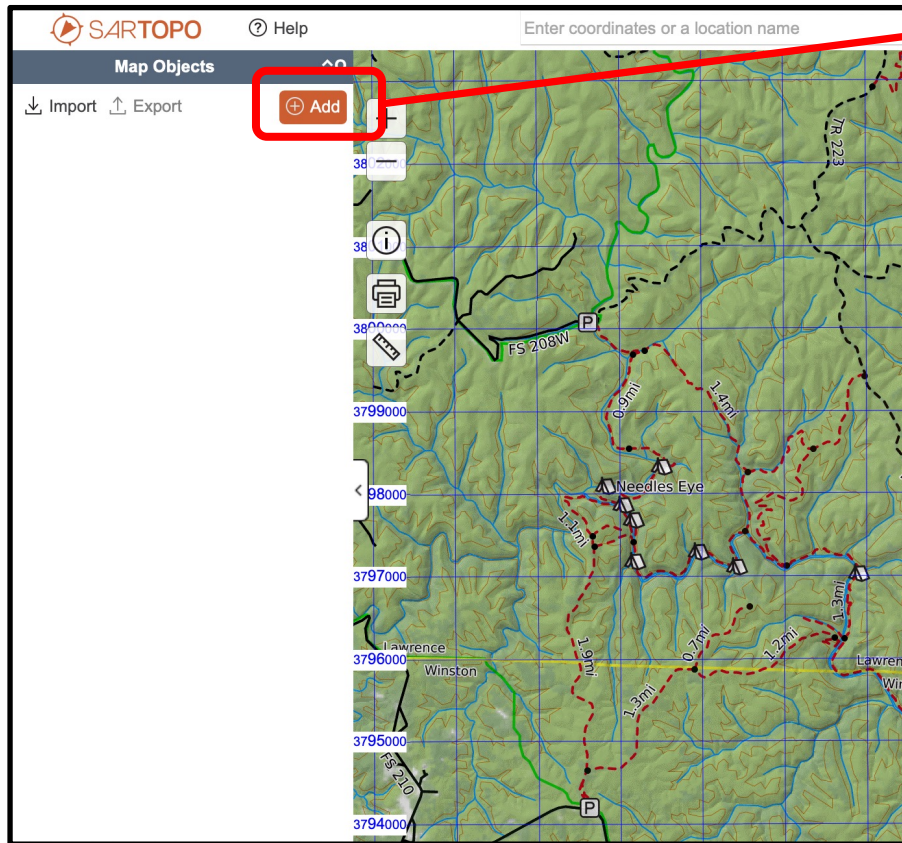 SARTOPO
Help
Enter coordinates or a location name
Map Objects
Import
Export
Add
TR 223
P
FS 208W
0.9mi
1.4mi
3799000
Needles Eye
1.1mi
3797000
1.3mi
1.9mi
0.7mi
1.2mi
Lawrence
3796000
Winston
1.3mi
3795000
FS 210
P
3794000